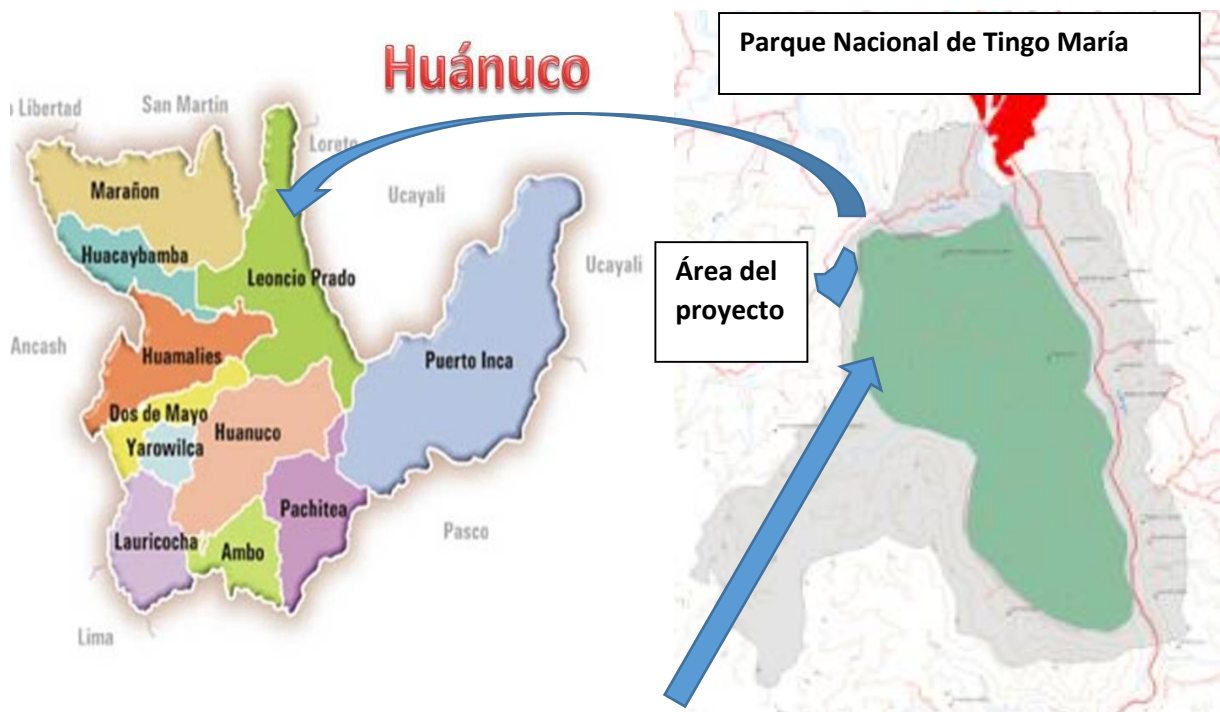 Huánuco
Parque Nacional de Tingo María
o Libertad
San Martin
Loreto
Marañon
Ucayali
Huacaybamba
Leoncio Prado
Ucayali
Área del
proyecto
Ancash
Huamalies
Puerto Inca
Dos de Mayo
Huanuco
Yarowilca
Pachitea
Pasco
Lauricocha
Ambo
Lima